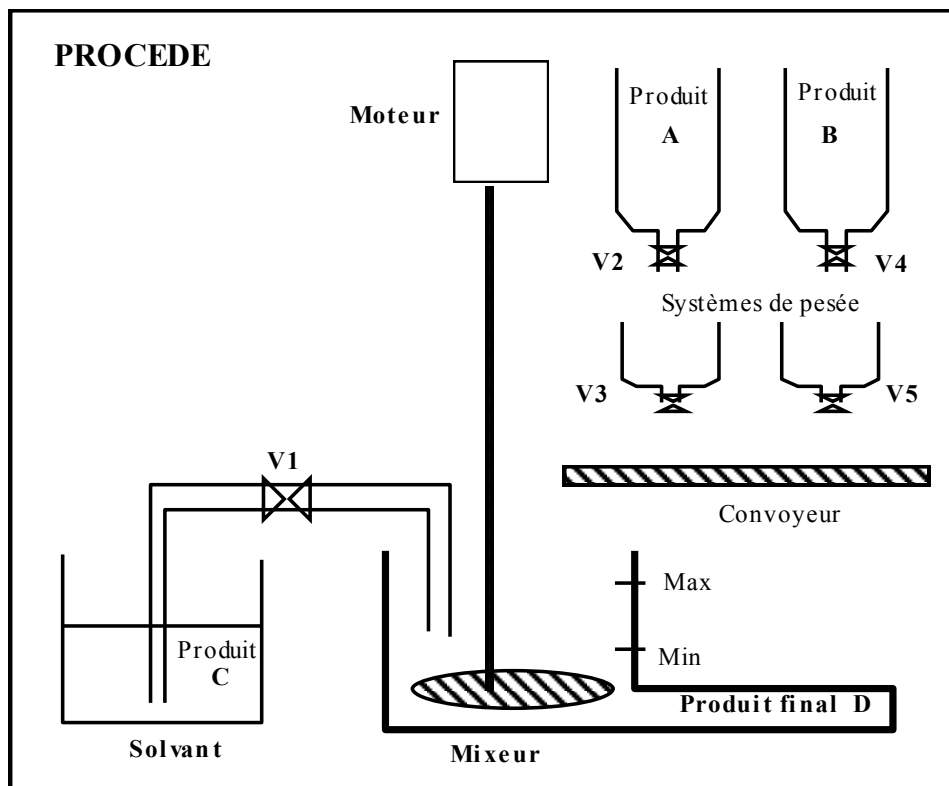 PROCEDE
Moteur
Produit
A
Produit
B
V2
V4
Systèmes de pesée
V3
V5
V1
Convoyeur
Max
Min
Produit
C
Produit final D
Solvant
Mixeur